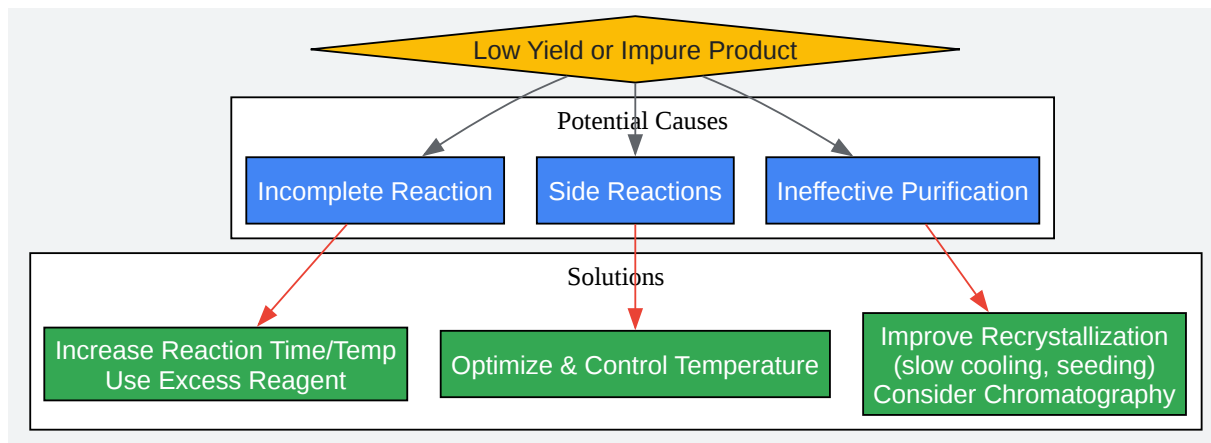 Low Yield or Impure Product
Potential Causes
Incomplete Reaction
Side Reactions
Ineffective Purification
Solutions
Increase Reaction Time/Temp
Use Excess Reagent
Optimize & Control Temperature
Improve Recrystallization
(slow cooling, seeding)
Consider Chromatography